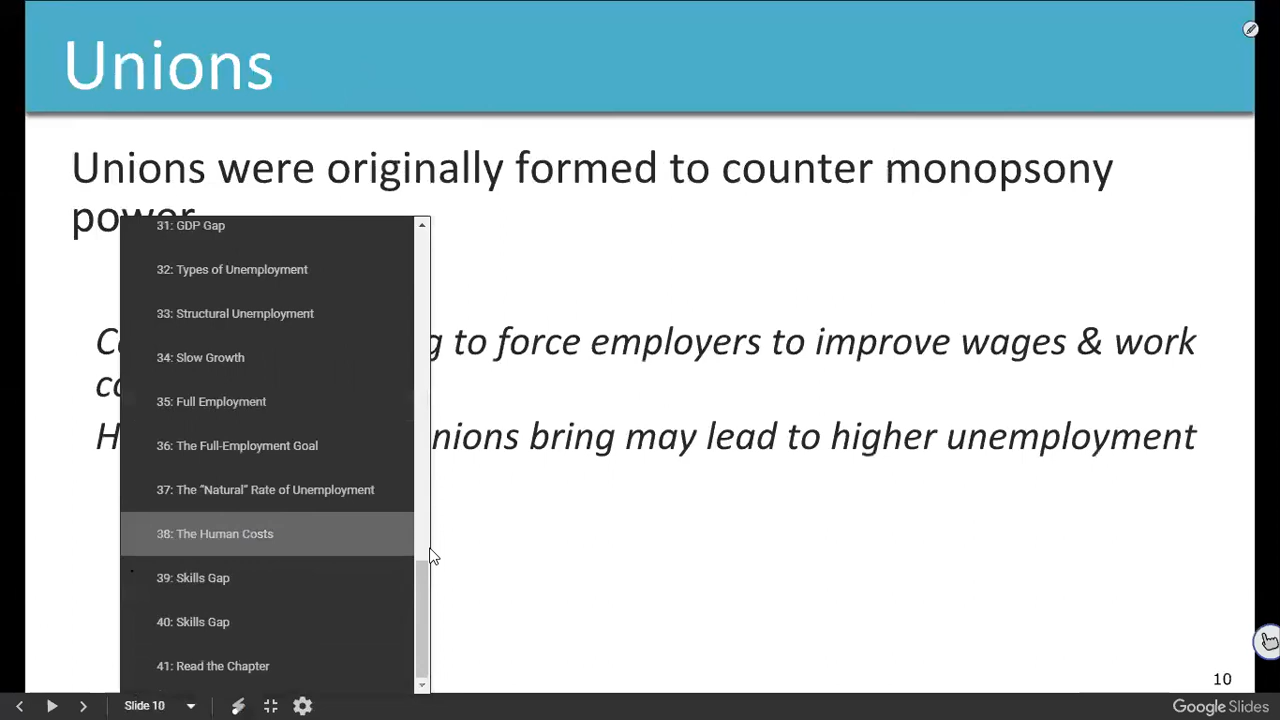 Unions
Unions were originally formed to counter monopsony
power
31: GDP Gap
32: Types of Unemployment
33: Structural Unemployment
to force employers to improve wages & work
34: Slow Growth
35: Full Employment
nions bring may lead to higher unemployment
36: The Full-Employment Goal
37: The “Natural” Rate of Unemployment
38: The Human Costs
39: Skills Gap
40: Skills Gap
41: Read the Chapter
10
Slide 10
Google Slides